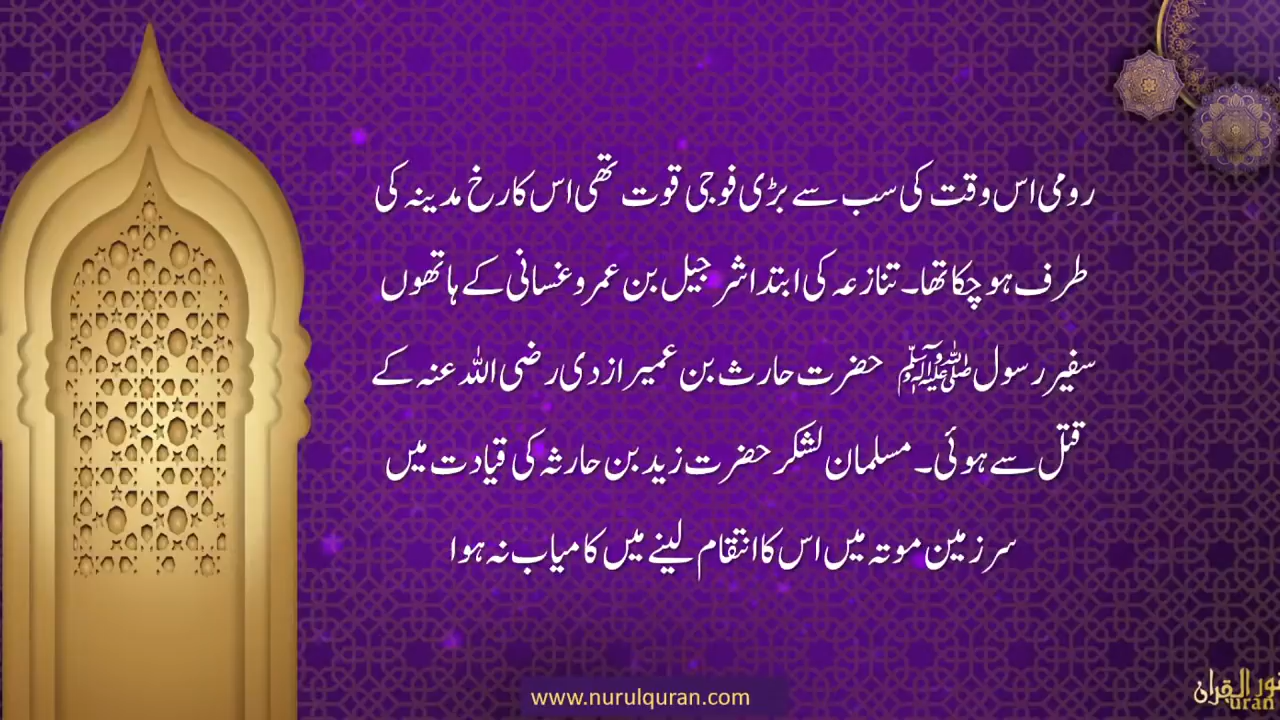 رومی اس وقت کی سب سے بڑی فوجی قوت تھی اس کا رخ مدینہ کی
طرف ہو چکا تھا۔ تنازعہ کی ابتدا شرجیل بن عمرو غسانی کے ہاتھوں
سفیر رسول ﷺ حضرت حارث بن عمیر ازدی رضی اللہ عنہ کے
قتل سے ہوئی۔ مسلمان لشکر حضرت زید بن حارثہ کی قیادت میں
سرزمین موتہ میں اس کا انتقام لینے میں کامیاب نہ ہوا
www.nurulquran.com
نور القرآن
uran